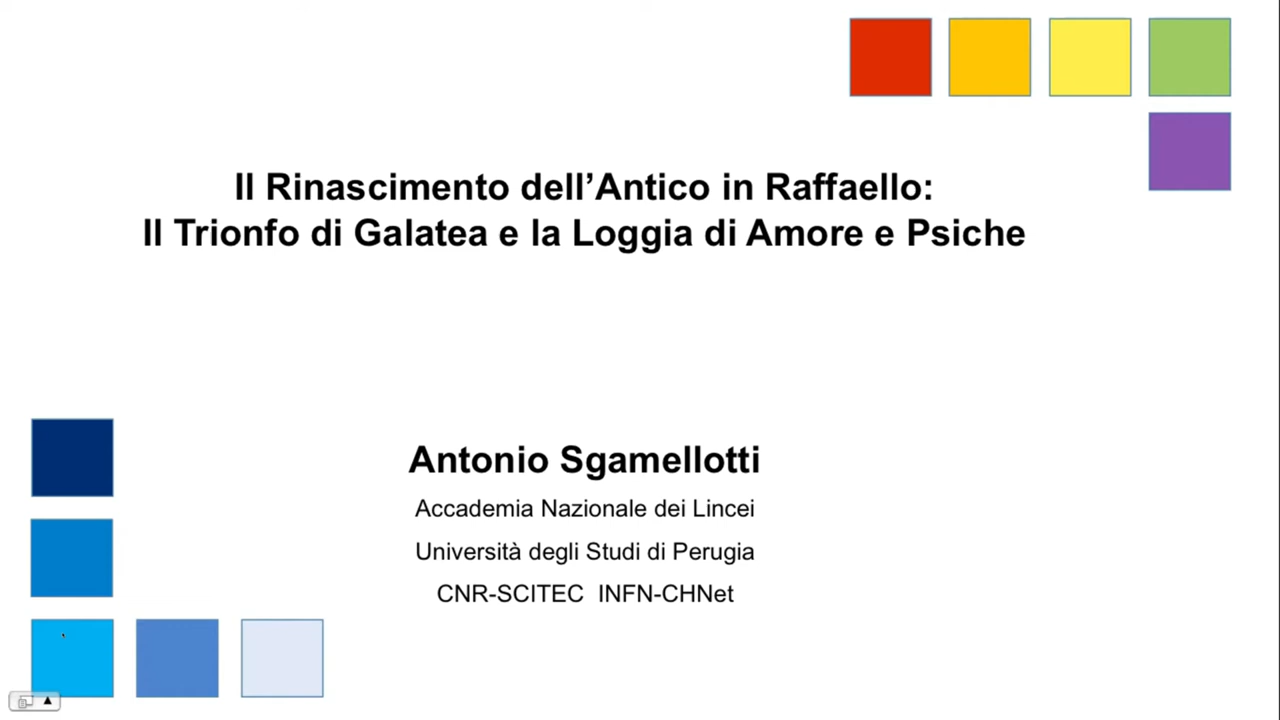 Il Rinascimento dell’Antico in Raffaello:
Il Trionfo di Galatea e la Loggia di Amore e Psiche
Antonio Sgamellotti
Accademia Nazionale dei Lincei
Università degli Studi di Perugia
CNR-SCITEC INFN-CHNet